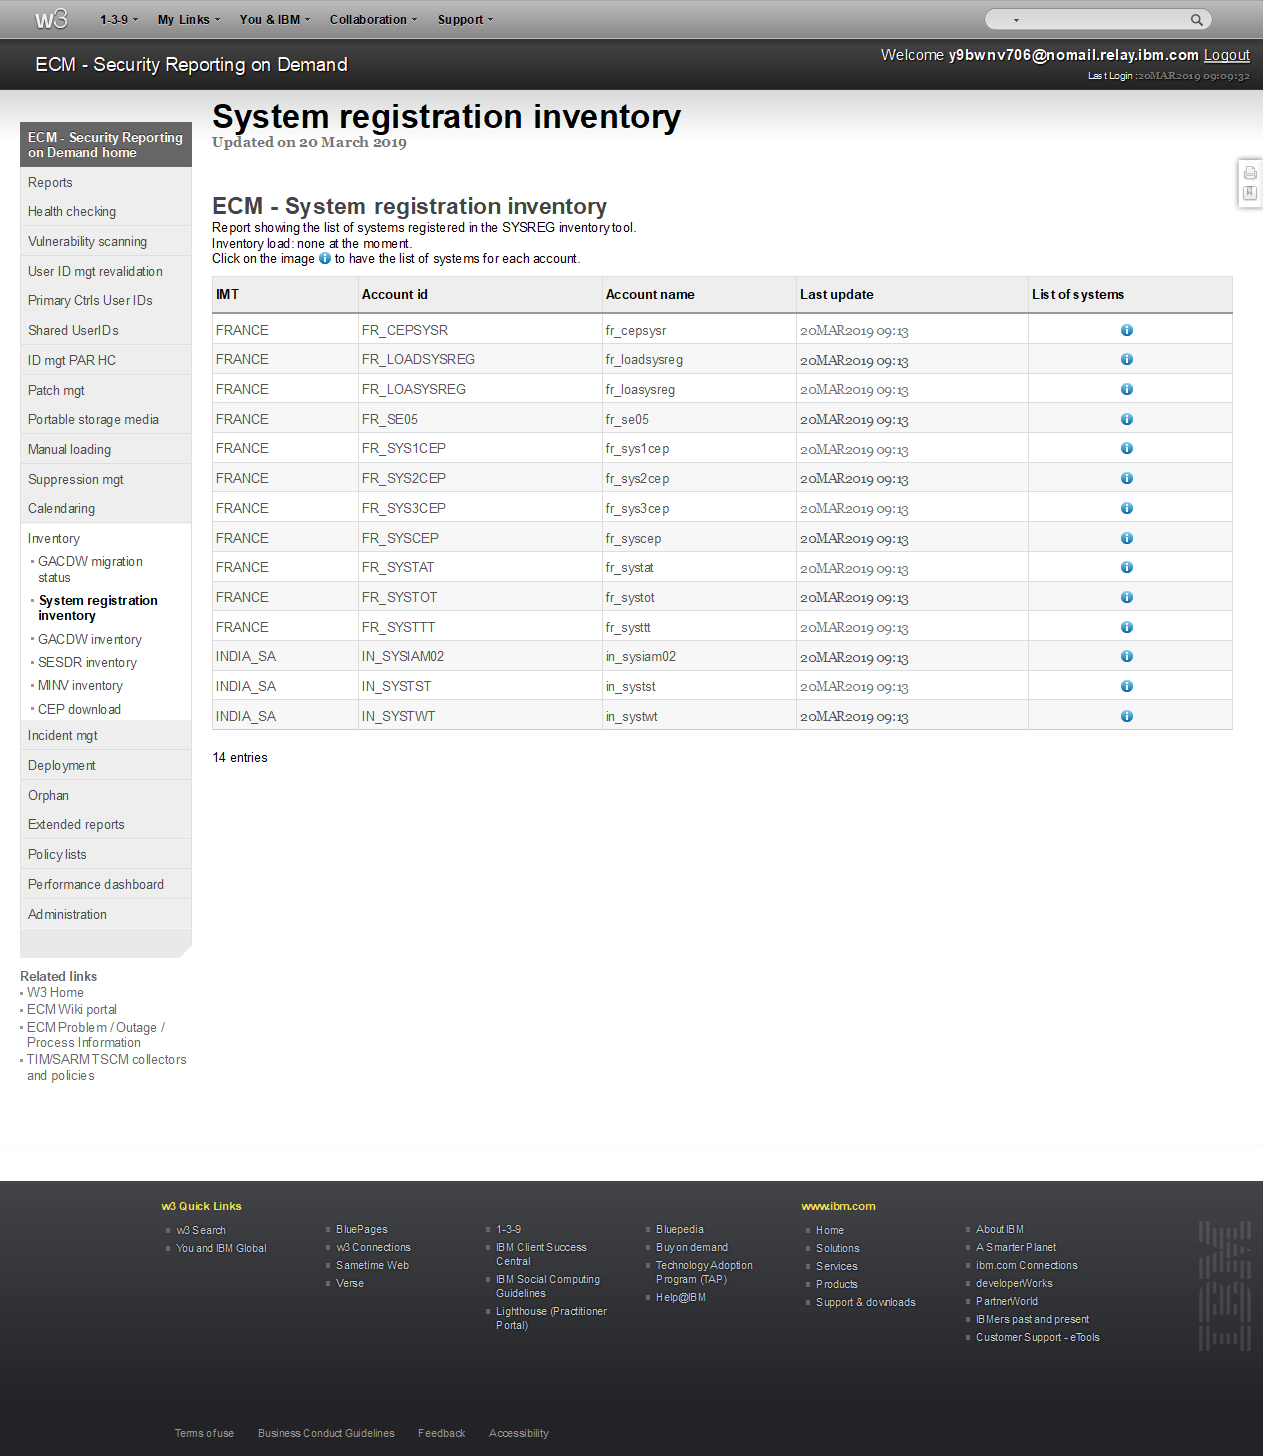 w3 1-3-9 My Links You & IBM Collaboration Support
ECM - Security Reporting on Demand
Welcome y9bwnv706@nomail.relay.ibm.com Logout
Last Login :20MAR2019 09:09:32
System registration inventory
Updated on 20 March 2019
ECM - Security Reporting
on Demand home
Reports
Health checking
Vulnerability scanning
User ID mgt revalidation
Primary Ctrls User IDs
Shared UserIDs
ID mgt PAR HC
Patch mgt
Portable storage media
Manual loading
Suppression mgt
Calendaring
Inventory
GACDW migration
status
System registration
inventory
GACDW inventory
SESDR inventory
MINV inventory
CEP download
Incident mgt
Deployment
Orphan
Extended reports
Policy lists
Performance dashboard
Administration
Related links
W3 Home
ECM Wiki portal
ECM Problem / Outage /
Process Information
TIM/SARM TSCM collectors
and policies
ECM - System registration inventory
Report showing the list of systems registered in the SYSREG inventory tool.
Inventory load: none at the moment.
Click on the image i to have the list of systems for each account.
IMT Account id Account name Last update List of systems
FRANCE FR_CEPSYSR fr_cepsysr 20MAR2019 09:13 i
FRANCE FR_LOADSYSREG fr_loadsysreg 20MAR2019 09:13 i
FRANCE FR_LOASYSREG fr_loasysreg 20MAR2019 09:13 i
FRANCE FR_SE05 fr_se05 20MAR2019 09:13 i
FRANCE FR_SYS1CEP fr_sys1cep 20MAR2019 09:13 i
FRANCE FR_SYS2CEP fr_sys2cep 20MAR2019 09:13 i
FRANCE FR_SYS3CEP fr_sys3cep 20MAR2019 09:13 i
FRANCE FR_SYSCEP fr_syscep 20MAR2019 09:13 i
FRANCE FR_SYSTAT fr_systat 20MAR2019 09:13 i
FRANCE FR_SYSTOT fr_systot 20MAR2019 09:13 i
FRANCE FR_SYSTTT fr_systtt 20MAR2019 09:13 i
INDIA_SA IN_SYSIAM02 in_sysiam02 20MAR2019 09:13 i
INDIA_SA IN_SYSTST in_systst 20MAR2019 09:13 i
INDIA_SA IN_SYSTWT in_systwt 20MAR2019 09:13 i
14 entries
w3 Quick Links
w3 Search
You and IBM Global
BluePages
w3 Connections
Sametime Web
Verse
1-3-9
IBM Client Success
Central
IBM Social Computing
Guidelines
Lighthouse (Practitioner
Portal)
Bluepedia
Buy on demand
Technology Adoption
Program (TAP)
Help@IBM
www.ibm.com
Home
Solutions
Services
Products
Support & downloads
About IBM
A Smarter Planet
ibm.com Connections
developerWorks
PartnerWorld
IBMers past and present
Customer Support - eTools
IBM
Terms of use Business Conduct Guidelines Feedback Accessibility